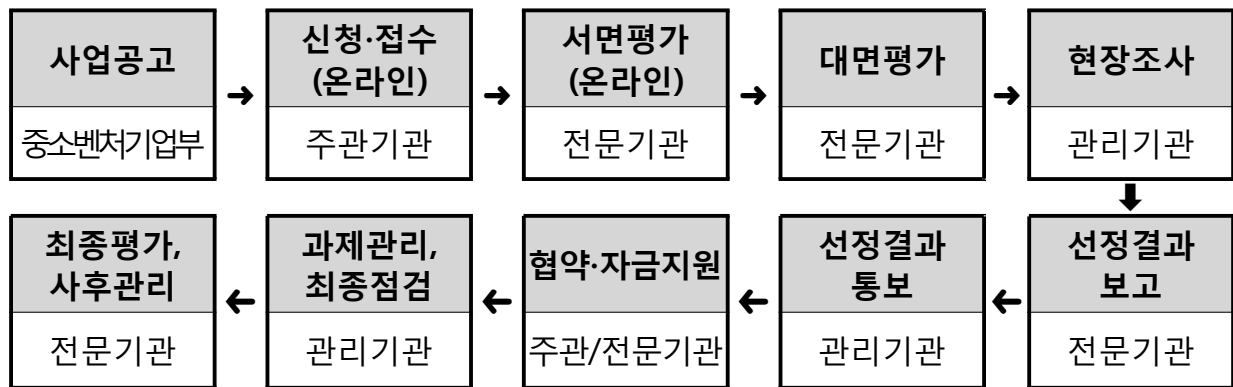 사업공고
중소벤처기업부
➜
신청·접수
(온라인)
주관기관
➜
서면평가
(온라인)
전문기관
➜
대면평가
전문기관
➜
현장조사
관리기관
⬇
선정결과
보고
전문기관
←
선정결과
통보
관리기관
←
협약·자금지원
주관/전문기관
←
과제관리,
최종점검
관리기관
←
최종평가,
사후관리
전문기관